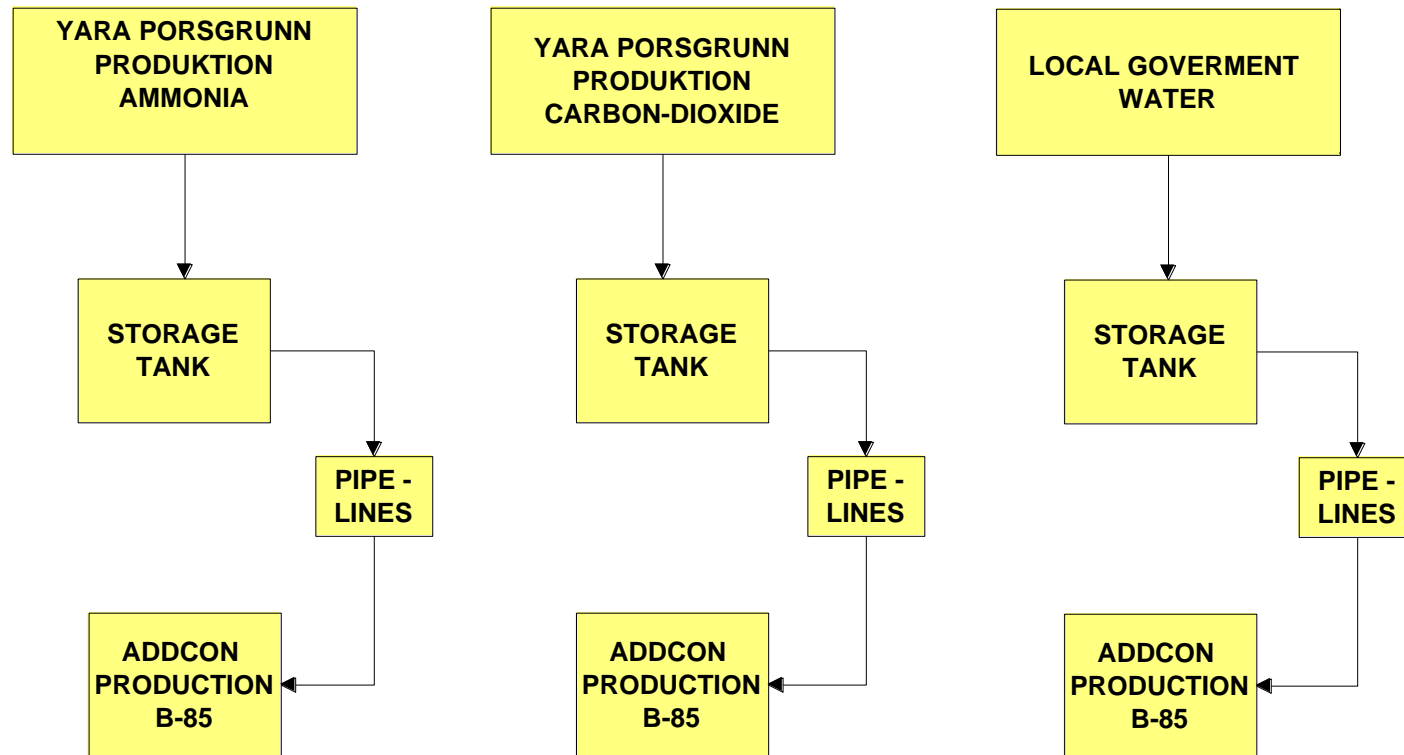 YARA PORSGRUNN
PRODUKTION
AMMONIA
YARA PORSGRUNN
PRODUKTION
CARBON-DIOXIDE
LOCAL GOVERMENT
WATER
STORAGE
TANK
STORAGE
TANK
STORAGE
TANK
PIPE -
LINES
PIPE -
LINES
PIPE -
LINES
ADDCON
PRODUCTION
B-85
ADDCON
PRODUCTION
B-85
ADDCON
PRODUCTION
B-85